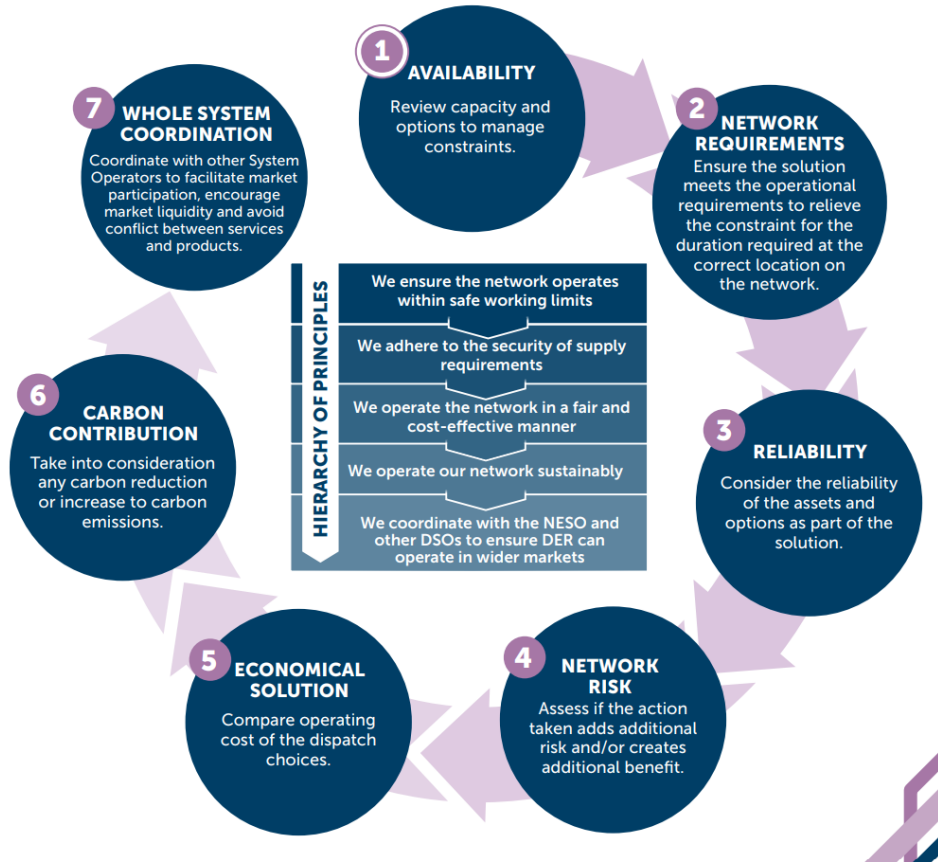 1
AVAILABILITY
Review capacity and
options to manage
constraints.
2
NETWORK
REQUIREMENTS
Ensure the solution
meets the operational
requirements to relieve
the constraint for the
duration required at the
correct location on
the network.
3
RELIABILITY
Consider the reliability
of the assets and
options as part of the
solution.
4
NETWORK
RISK
Assess if the action
taken adds additional
risk and/or creates
additional benefit.
5
ECONOMICAL
SOLUTION
Compare operating
cost of the dispatch
choices.
6
CARBON
CONTRIBUTION
Take into consideration
any carbon reduction
or increase to carbon
emissions.
7
WHOLE SYSTEM
COORDINATION
Coordinate with other System
Operators to facilitate market
participation, encourage
market liquidity and avoid
conflict between services
and products.
HIERARCHY OF PRINCIPLES
We ensure the network operates
within safe working limits
We adhere to the security of supply
requirements
We operate the network in a fair and
cost-effective manner
We operate our network sustainably
We coordinate with the NESO and
other DSOs to ensure DER can
operate in wider markets